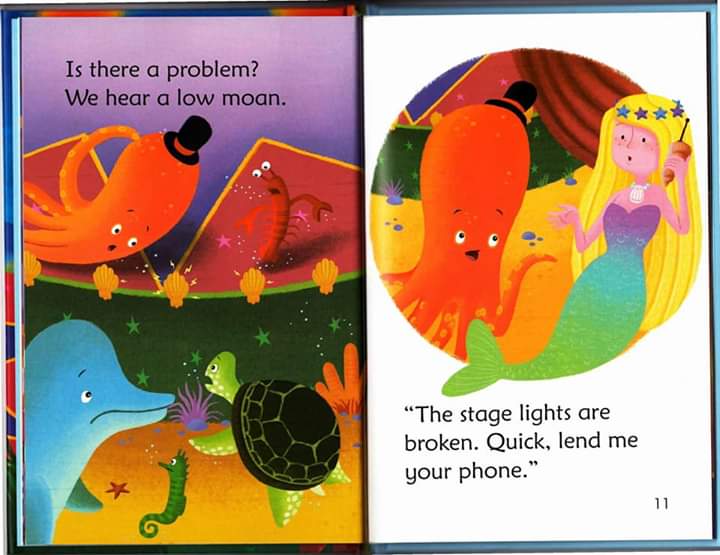 Is there a problem?
We hear a low moan.
“The stage lights are
broken. Quick, lend me
your phone.”
11